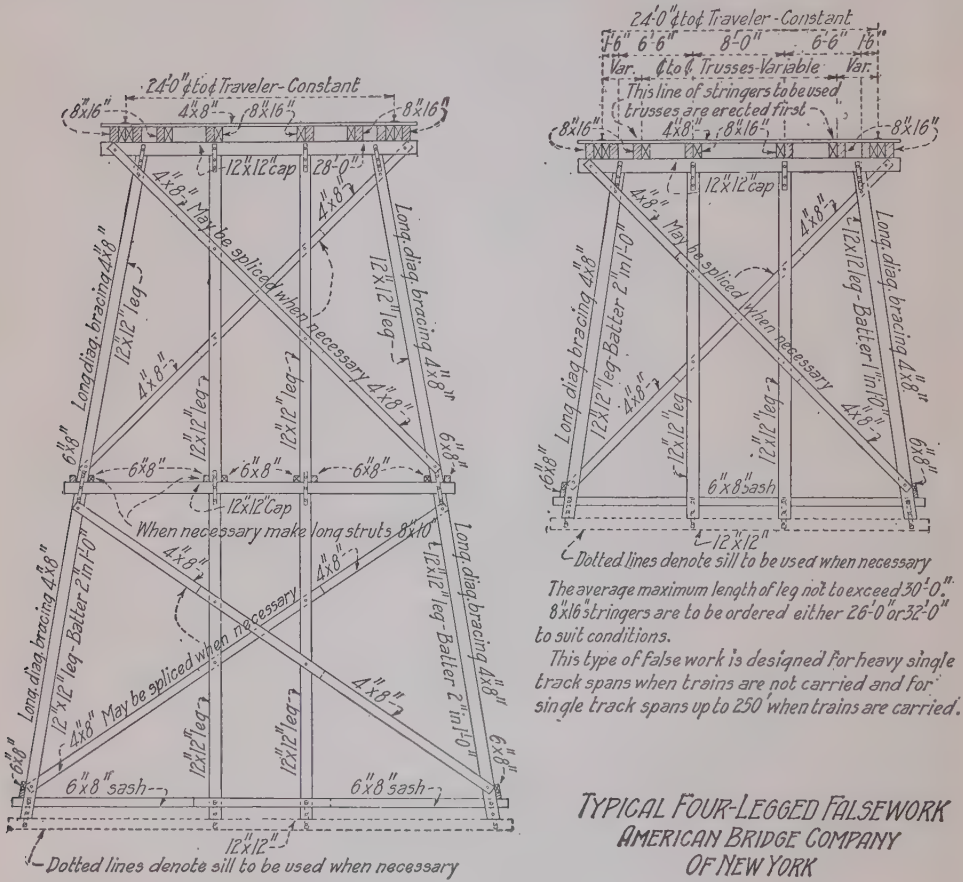 24'-0" ¢ to ¢ Traveler-Constant
8"x16"
4"x8"
8"x16"
8"x16"
12"x12" cap
28'-0"
4"x8"
May be spliced when necessary
4"x8"
4"x8"
4"x8"
Long. diag. bracing 4"x8"
12"x12" leg
12"x12" leg
12"x12" leg
12"x12" leg
Long. diag. bracing 4"x8"
6"x8"
6"x8"
6"x8"
6"x8"
6"x8"
12"x12" Cap
When necessary make long struts 8"x10"
Long. diag. bracing 4"x8"
12"x12" leg-Batter 2" in 1'-0"
4"x8"
4"x8"
4"x8" May be spliced when necessary
4"x8"
12"x12" leg
12"x12" leg
12"x12" leg-Batter 2" in 1'-0"
Long. diag. bracing 4"x8"
6"x8"
6"x8"
6"x8" sash
6"x8" sash
12"x12"
Dotted lines denote sill to be used when necessary
24'-0" ¢ to ¢ Traveler-Constant
1'-6" 6'-6" 8'-0" 6'-6" 1'-6"
Var. ¢ to ¢ Trusses-Variable Var.
This line of stringers to be used
trusses are erected first
8"x16"
4"x8"
8"x16"
8"x16"
12"x12" cap
4"x8"
May be spliced when necessary
4"x8"
4"x8"
4"x8"
Long. diag. bracing 4"x8"
12"x12" leg-Batter 2" in 1'-0"
12"x12" leg
12"x12" leg
12"x12" leg-Batter 1" in 1'-0"
Long. diag. bracing 4"x8"
6"x8"
6"x8"
6"x8" sash
12"x12"
Dotted lines denote sill to be used when necessary
The average maximum length of leg not to exceed 30'-0".
8"x16" stringers are to be ordered either 26'-0" or 32'-0"
to suit conditions.
This type of false work is designed for heavy single
track spans when trains are not carried and for
single track spans up to 250' when trains are carried.
TYPICAL FOUR-LEGGED FALSEWORK
AMERICAN BRIDGE COMPANY
OF NEW YORK